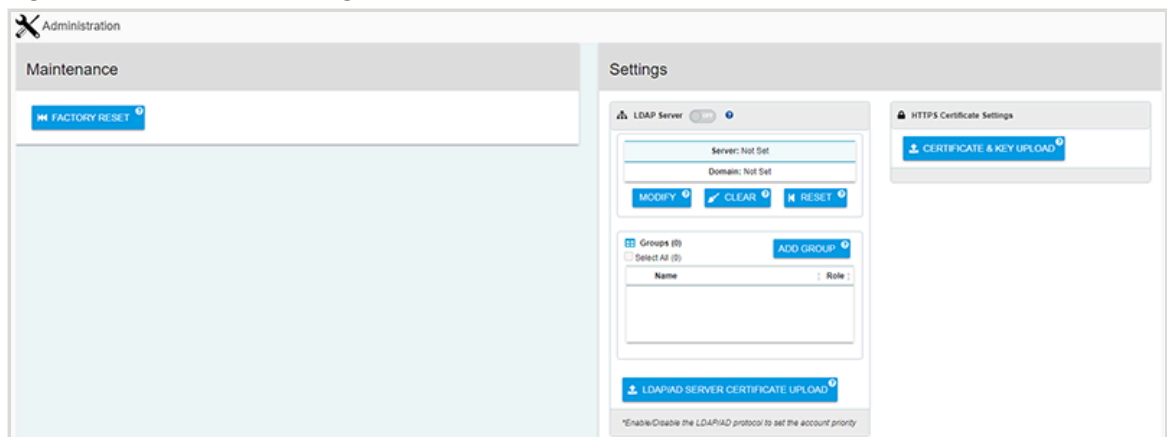 Administration
Maintenance
FACTORY RESET
Settings
LDAP Server
Server: Not Set
Domain: Not Set
MODIFY
CLEAR
RESET
Groups (0)
Select All (0)
ADD GROUP
Name Role
LDAP/AD SERVER CERTIFICATE UPLOAD
*Enable/Disable the LDAP/AD protocol to set the account priority
HTTPS Certificate Settings
CERTIFICATE & KEY UPLOAD